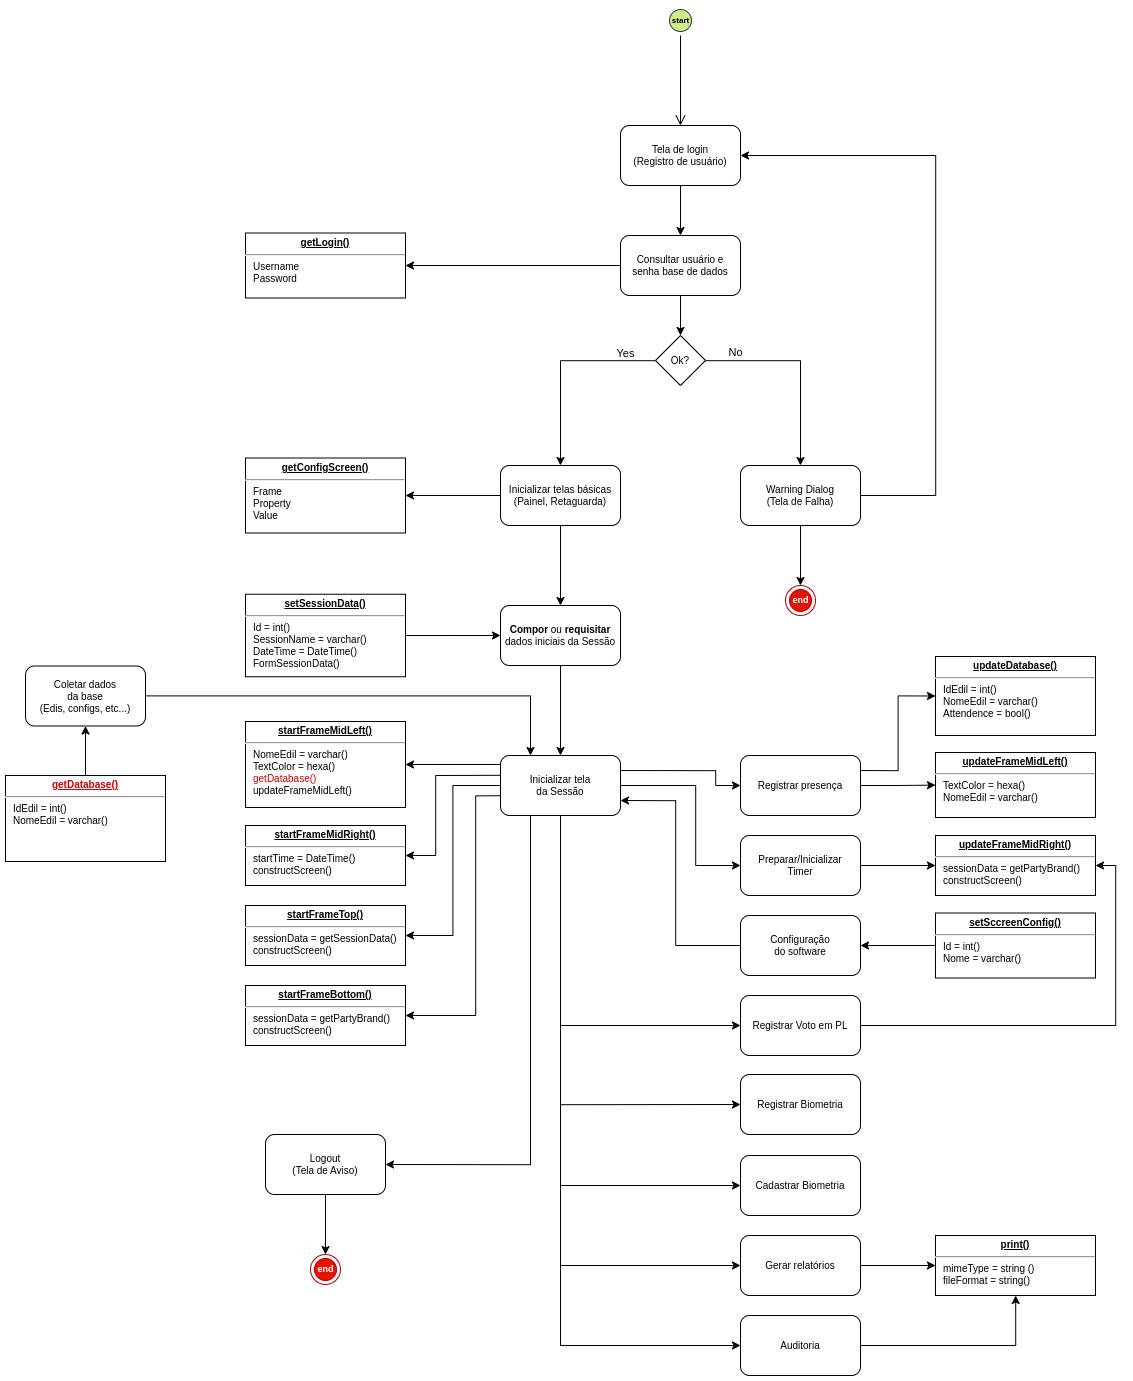 start
Tela de login
(Registro de usuário)
getLogin()
Username
Password
Consultar usuário e
senha base de dados
Yes
Ok?
No
getConfigScreen()
Frame
Property
Value
Inicializar telas básicas
(Painel, Retaguarda)
Warning Dialog
(Tela de Falha)
end
setSessionData()
Id = int()
SessionName = varchar()
DateTime = DateTime()
FormSessionData()
Compor ou requisitar
dados iniciais da Sessão
Coletar dados
da base
(Edis, configs, etc...)
getDatabase()
IdEdil = int()
NomeEdil = varchar()
startFrameMidLeft()
NomeEdil = varchar()
TextColor = hexa()
getDatabase()
updateFrameMidLeft()
Inicializar tela
da Sessão
Registrar presença
updateDatabase()
IdEdil = int()
NomeEdil = varchar()
Attendence = bool()
updateFrameMidLeft()
TextColor = hexa()
NomeEdil = varchar()
startFrameMidRight()
startTime = DateTime()
constructScreen()
Preparar/Inicializar
Timer
updateFrameMidRight()
sessionData = getPartyBrand()
constructScreen()
startFrameTop()
sessionData = getSessionData()
constructScreen()
Configuração
do software
setSccreenConfig()
Id = int()
Nome = varchar()
startFrameBottom()
sessionData = getPartyBrand()
constructScreen()
Registrar Voto em PL
Registrar Biometria
Logout
(Tela de Aviso)
Cadastrar Biometria
end
Gerar relatórios
print()
mimeType = string ()
fileFormat = string()
Auditoria